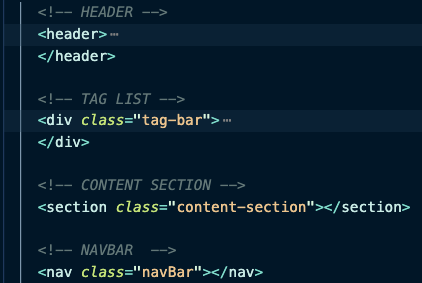 <!-- HEADER -->
<header>⋯
</header>
<!-- TAG LIST -->
<div class="tag-bar">⋯
</div>
<!-- CONTENT SECTION -->
<section class="content-section"></section>
<!-- NAVBAR  -->
<nav class="navBar"></nav>